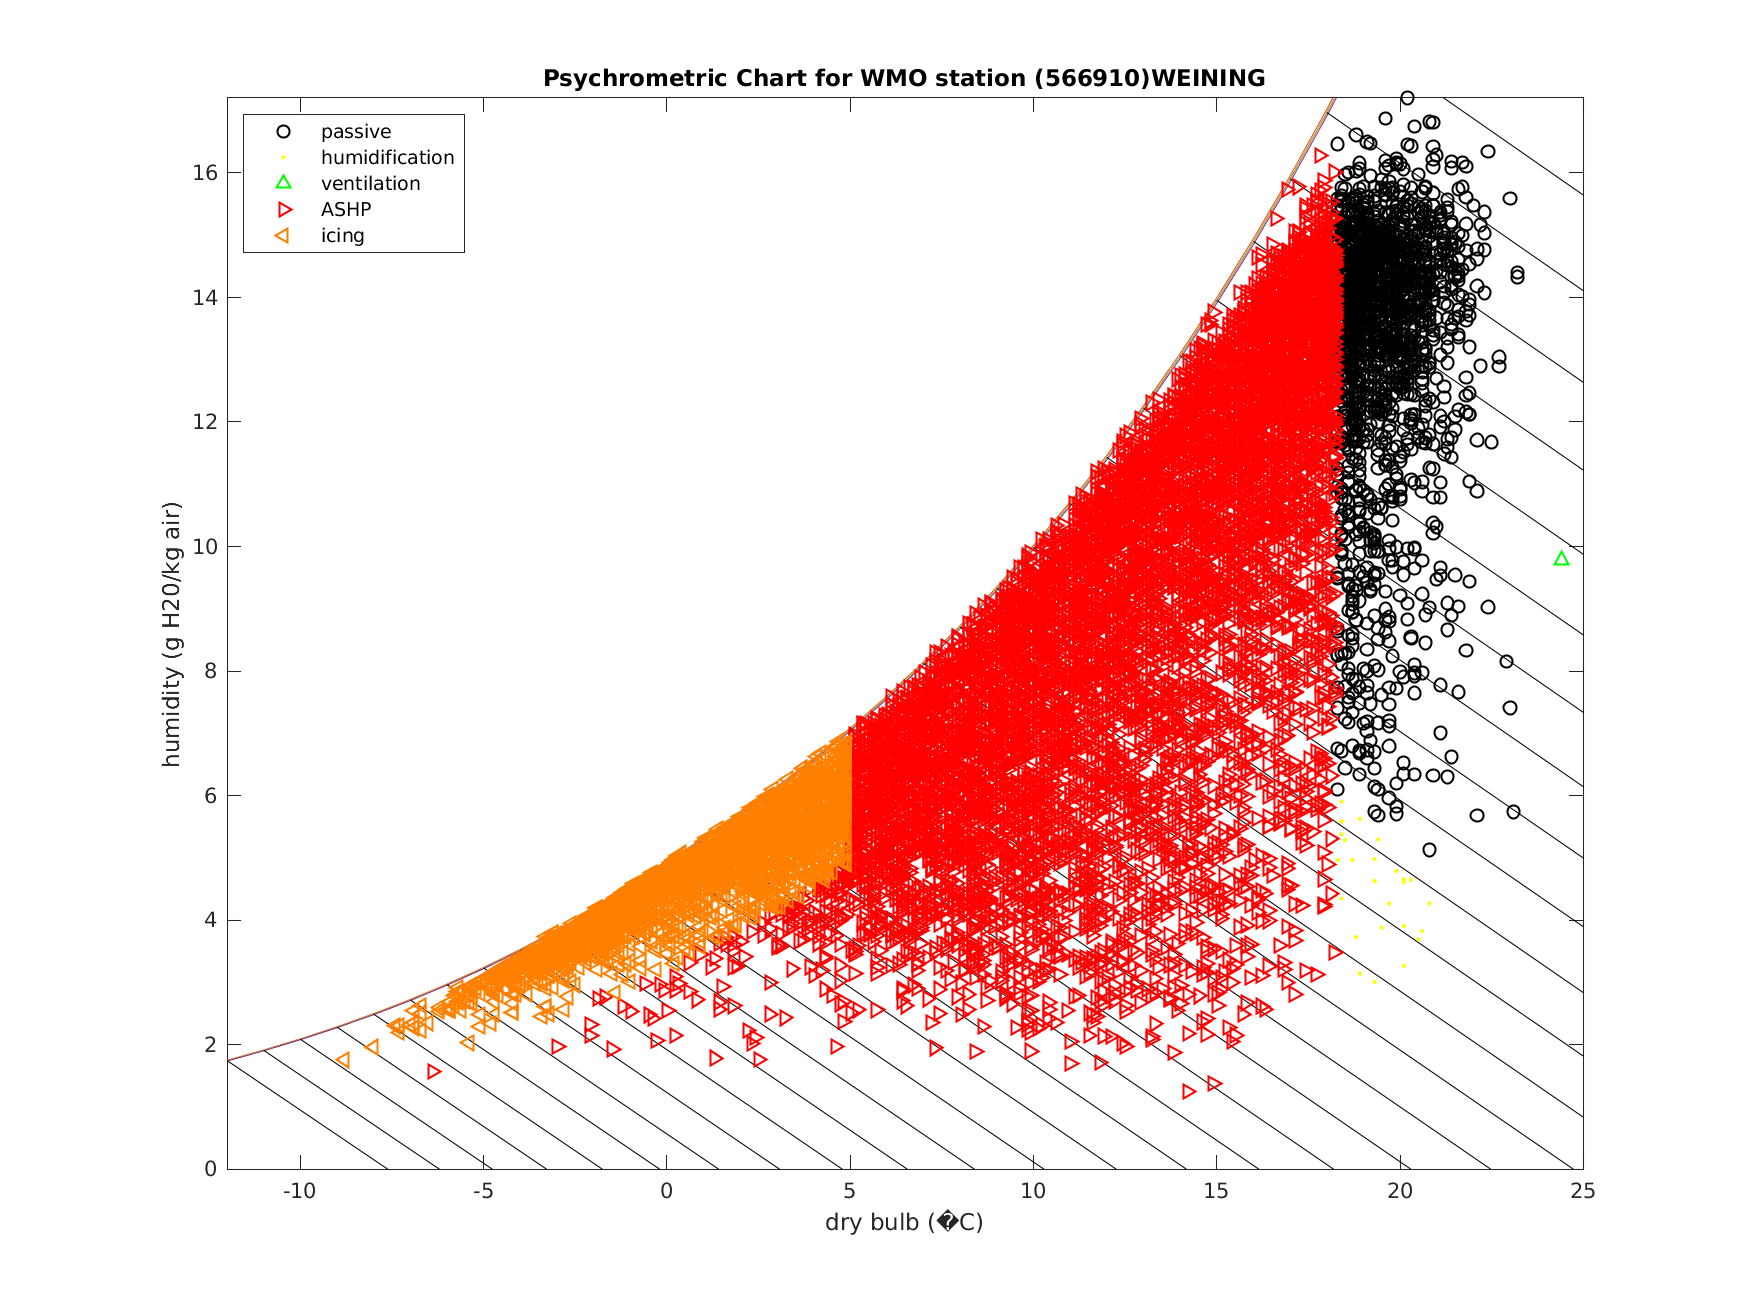 Psychrometric Chart for WMO station (566910)WEINING
passive
humidification
ventilation
ASHP
icing
16
14
12
10
8
6
4
2
0
humidity (g H20/kg air)
-10 -5 0 5 10 15 20 25
dry bulb (�C)